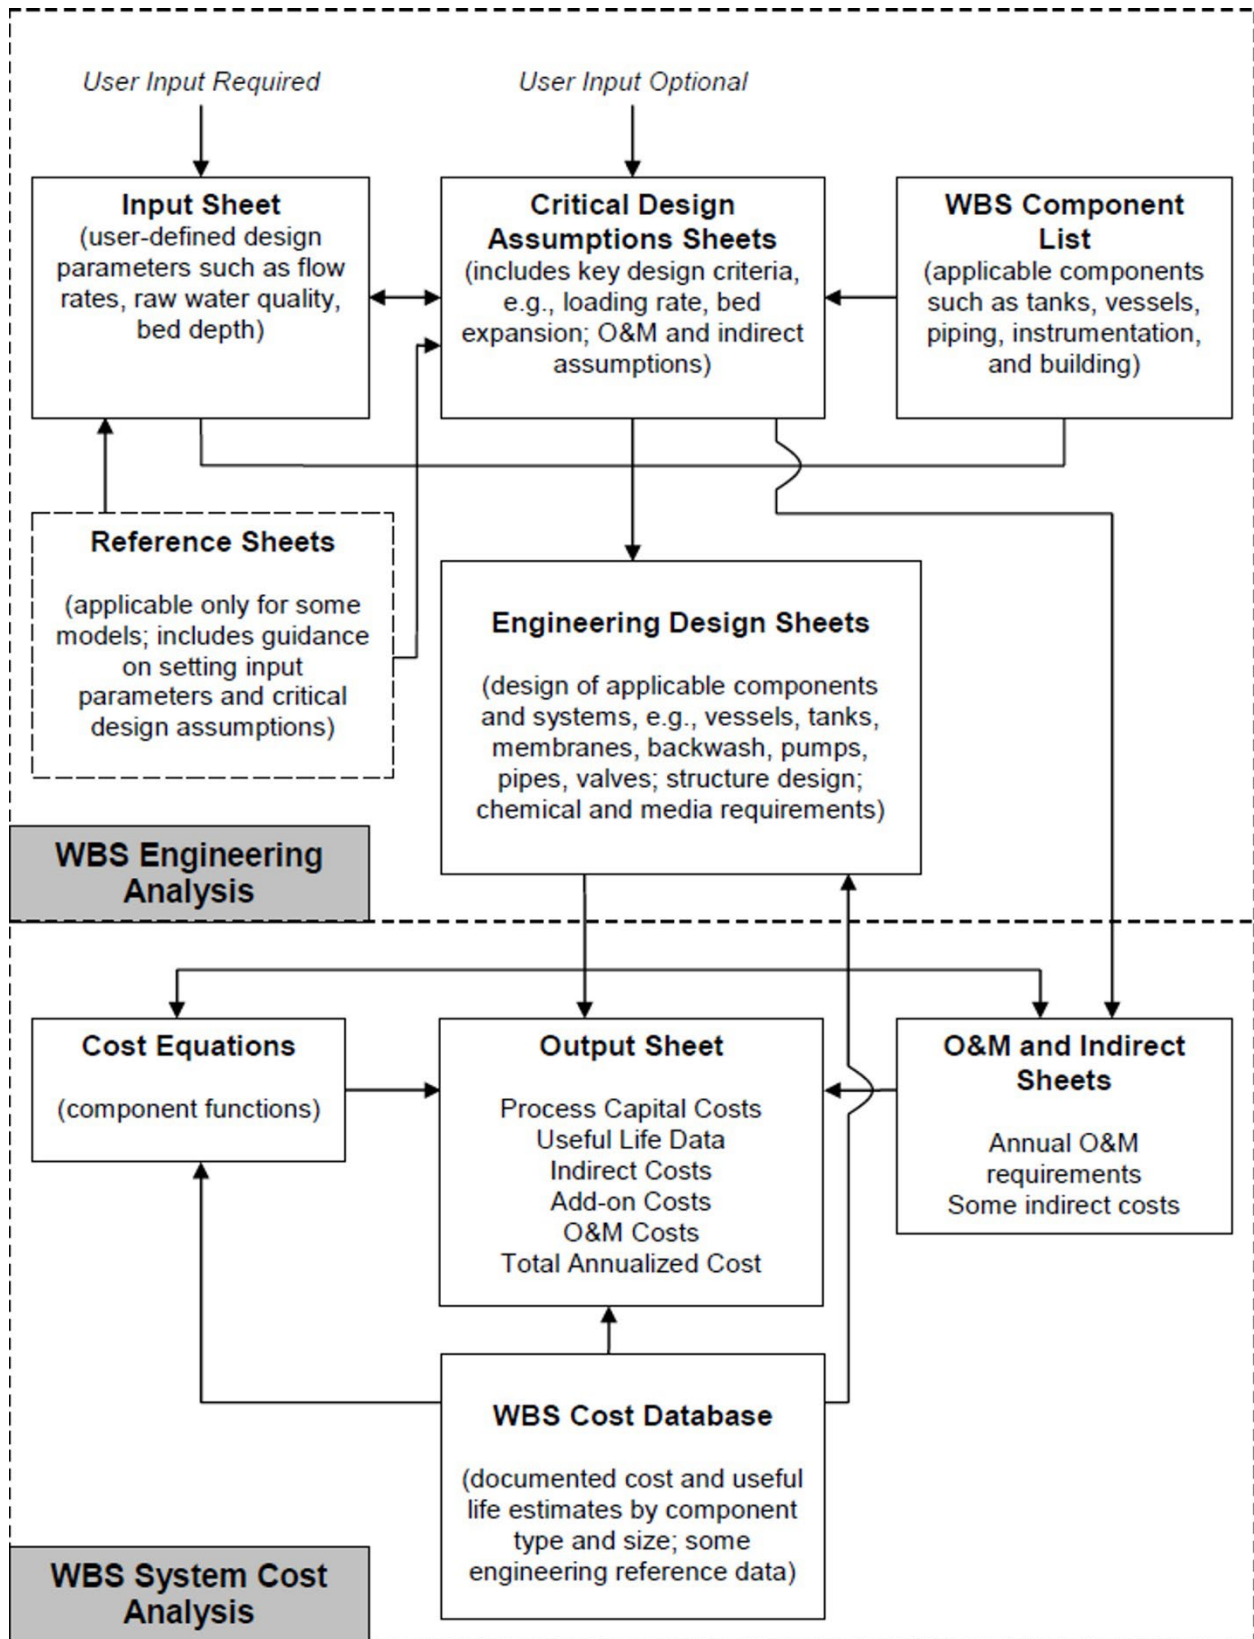 User Input Required
User Input Optional
Input Sheet
(user-defined design
parameters such as flow
rates, raw water quality,
bed depth)
Critical Design
Assumptions Sheets
(includes key design criteria,
e.g., loading rate, bed
expansion; O&M and indirect
assumptions)
WBS Component
List
(applicable components
such as tanks, vessels,
piping, instrumentation,
and building)
Reference Sheets
(applicable only for some
models; includes guidance
on setting input
parameters and critical
design assumptions)
Engineering Design Sheets
(design of applicable components
and systems, e.g., vessels, tanks,
membranes, backwash, pumps,
pipes, valves; structure design;
chemical and media requirements)
WBS Engineering
Analysis
Cost Equations
(component functions)
Output Sheet
Process Capital Costs
Useful Life Data
Indirect Costs
Add-on Costs
O&M Costs
Total Annualized Cost
O&M and Indirect
Sheets
Annual O&M
requirements
Some indirect costs
WBS Cost Database
(documented cost and useful
life estimates by component
type and size; some
engineering reference data)
WBS System Cost
Analysis